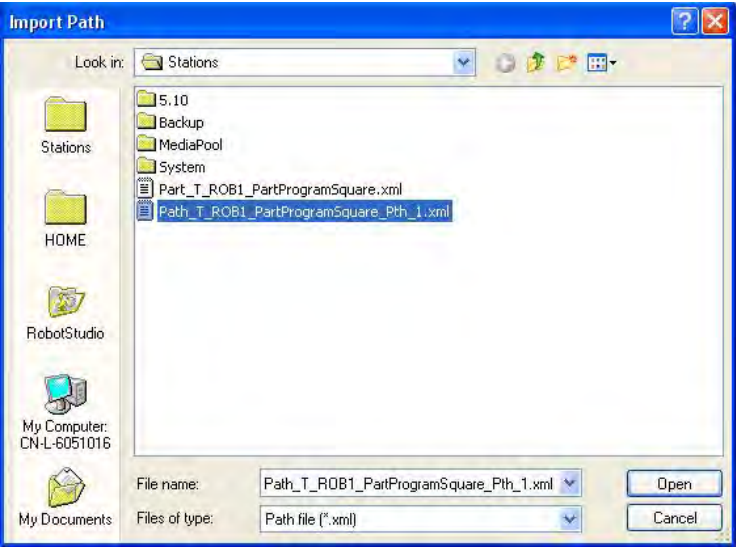 Import Path
Look in:
Stations
Stations
HOME
RobotStudio
My Computer:
CN-L-6051016
My Documents
5.10
Backup
MediaPool
System
Part_T_ROB1_PartProgramSquare.xml
Path_T_ROB1_PartProgramSquare_Pth_1.xml
File name:
Path_T_ROB1_PartProgramSquare_Pth_1.xml
Open
Files of type:
Path file (*.xml)
Cancel